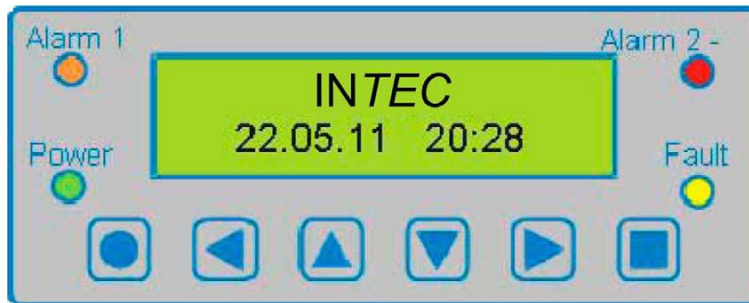 Alarm 1
Alarm 2 -
INTEC
22.05.11 20:28
Power
Fault